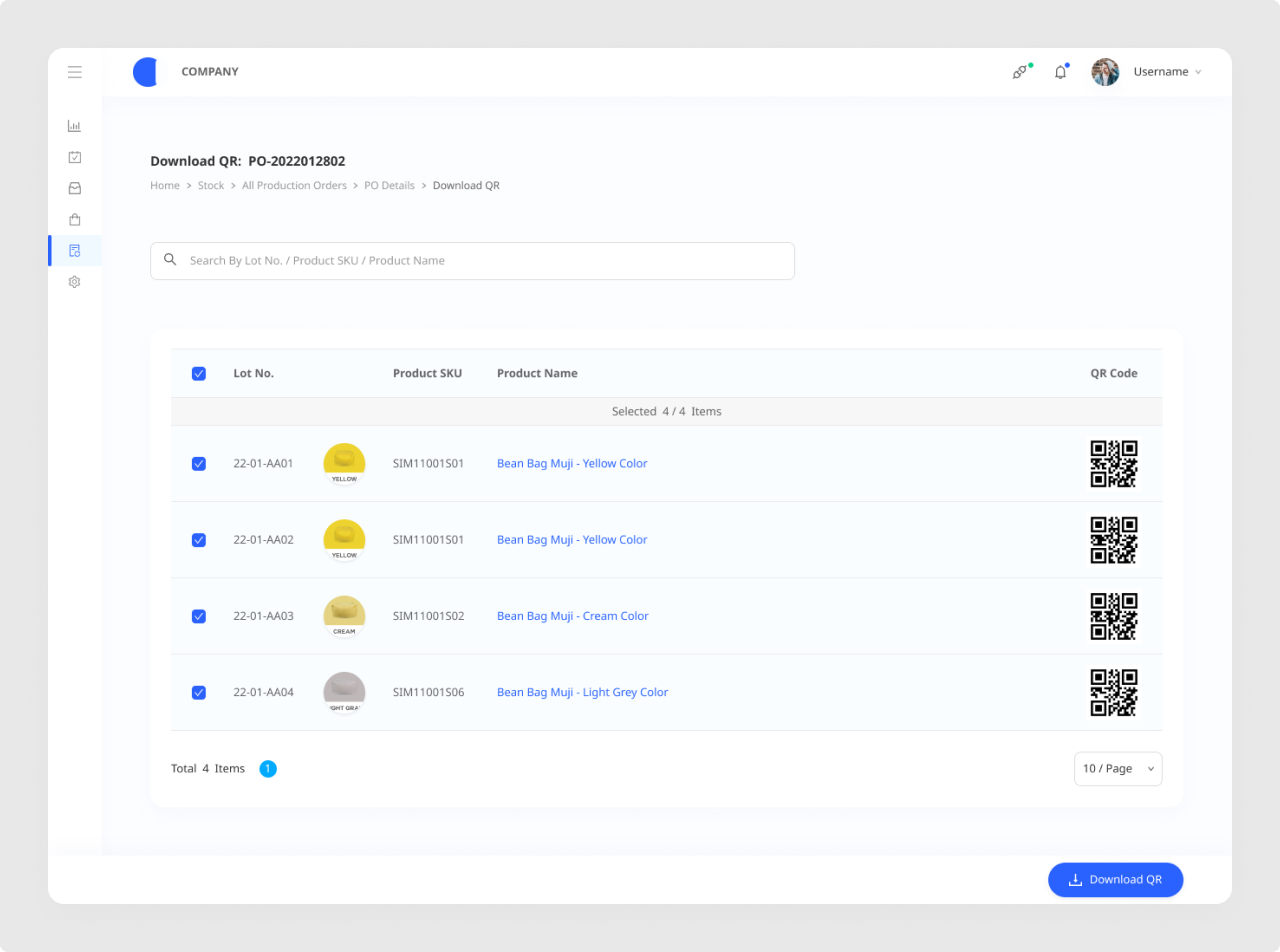 COMPANY
Username
Download QR: PO-2022012802
Home > Stock > All Production Orders > PO Details > Download QR
Search By Lot No. / Product SKU / Product Name
Lot No. Product SKU Product Name QR Code
Selected 4 / 4 Items
22-01-AA01 YELLOW SIM11001S01 Bean Bag Muji - Yellow Color
22-01-AA02 YELLOW SIM11001S01 Bean Bag Muji - Yellow Color
22-01-AA03 CREAM SIM11001S02 Bean Bag Muji - Cream Color
22-01-AA04 IGHT GRA SIM11001S06 Bean Bag Muji - Light Grey Color
Total 4 Items 1 10 / Page
Download QR